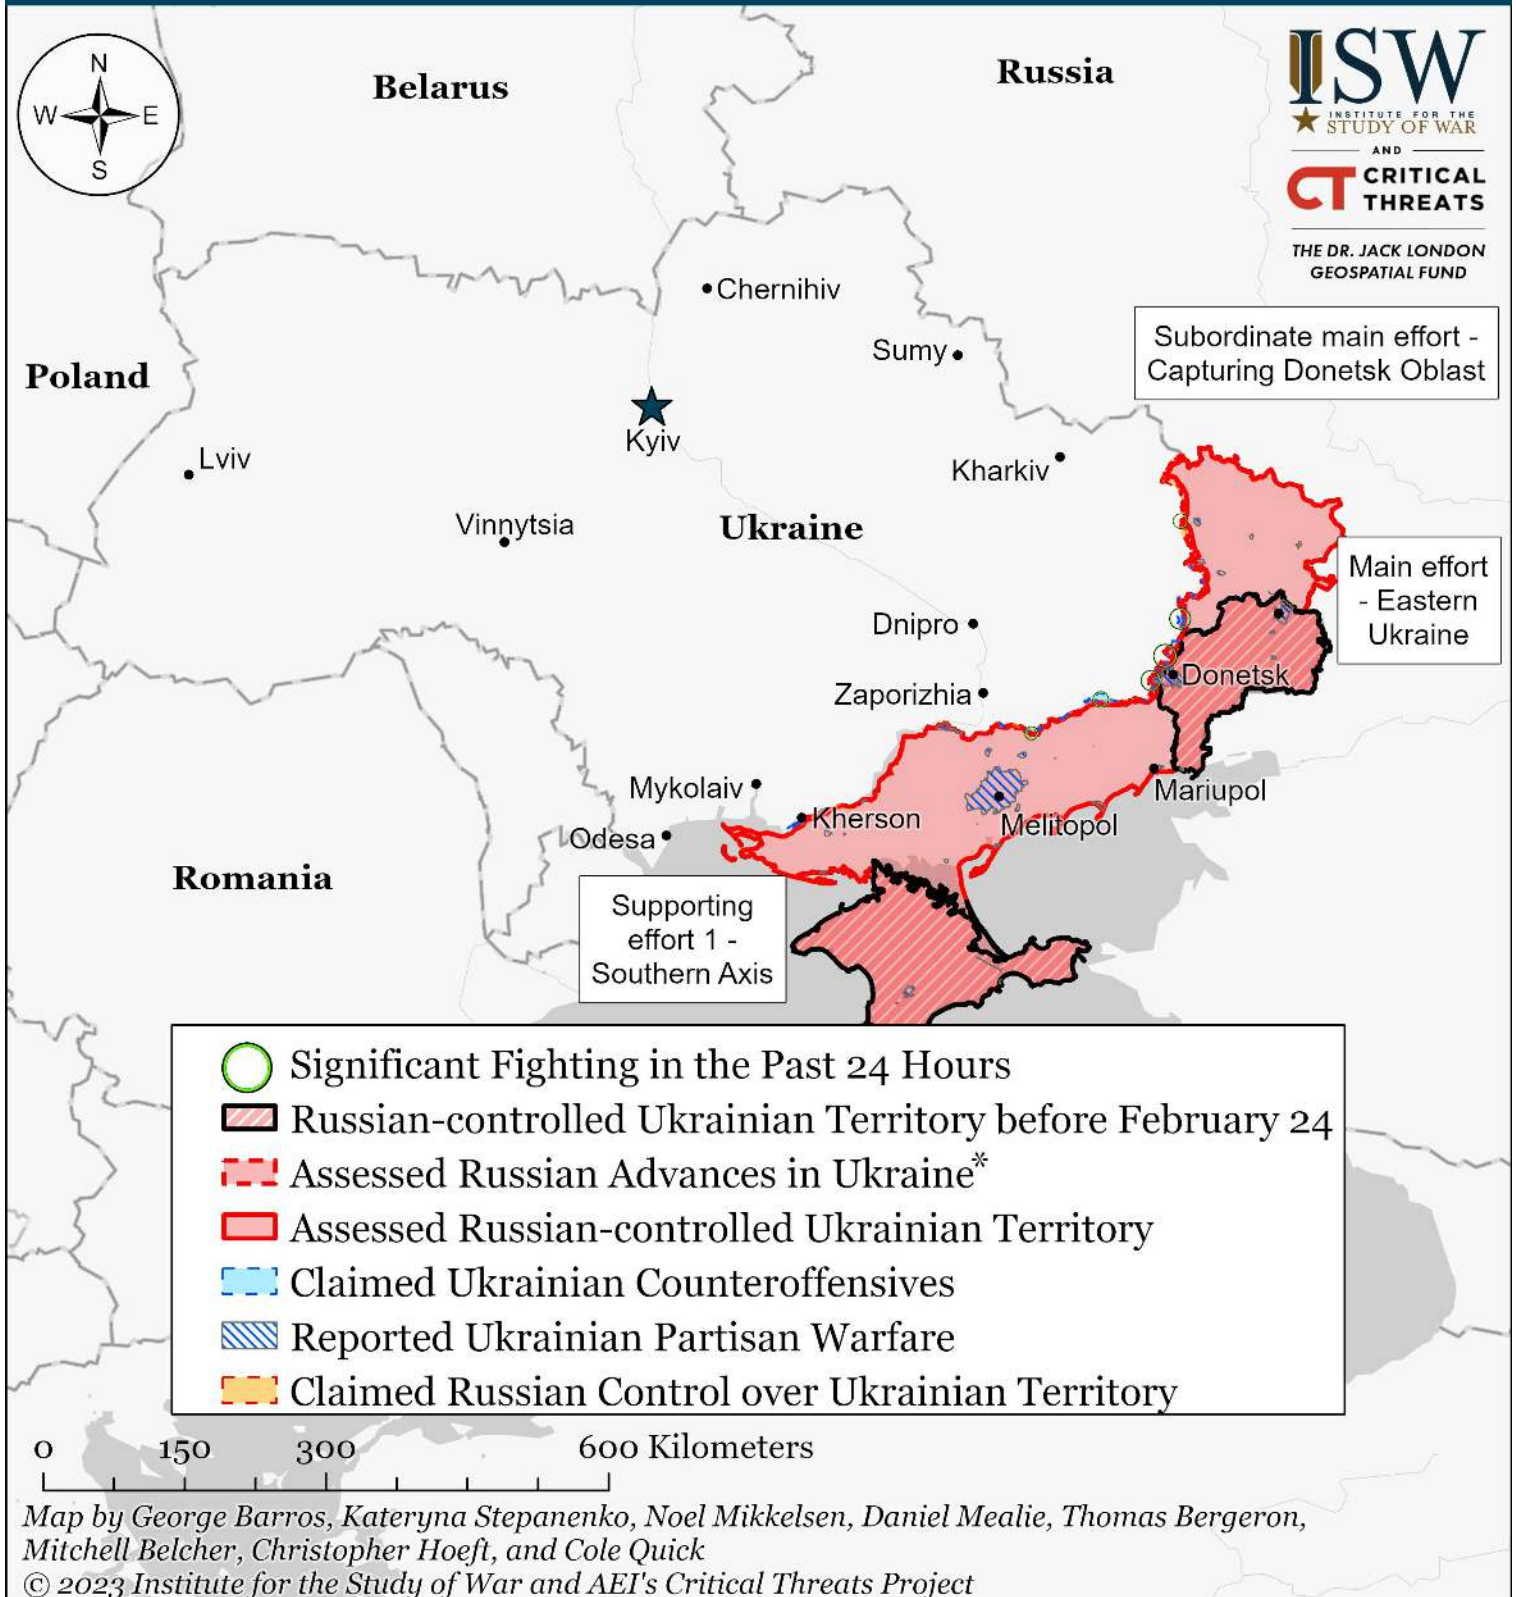 N
W E
S
Belarus
Russia
ISW
INSTITUTE FOR THE
STUDY OF WAR
AND
CT CRITICAL
THREATS
THE DR. JACK LONDON
GEOSPATIAL FUND
Chernihiv
Subordinate main effort -
Capturing Donetsk Oblast
Sumy
Poland
Kyiv
Lviv
Kharkiv
Vinnytsia
Ukraine
Main effort
- Eastern
Ukraine
Dnipro
Donetsk
Zaporizhia
Mykolaiv
Mariupol
Kherson
Melitopol
Odesa
Romania
Supporting
effort 1 -
Southern Axis
Significant Fighting in the Past 24 Hours
Russian-controlled Ukrainian Territory before February 24
Assessed Russian Advances in Ukraine*
Assessed Russian-controlled Ukrainian Territory
Claimed Ukrainian Counteroffensives
Reported Ukrainian Partisan Warfare
Claimed Russian Control over Ukrainian Territory
0 150 300 600 Kilometers
Map by George Barros, Kateryna Stepanenko, Noel Mikkelsen, Daniel Mealie, Thomas Bergeron,
Mitchell Belcher, Christopher Hoeft, and Cole Quick
© 2023 Institute for the Study of War and AEI's Critical Threats Project